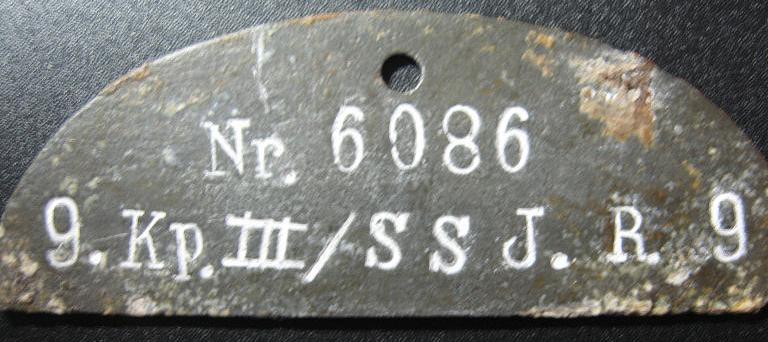 Nr. 6086
9. Kp. III/SS J. R. 9